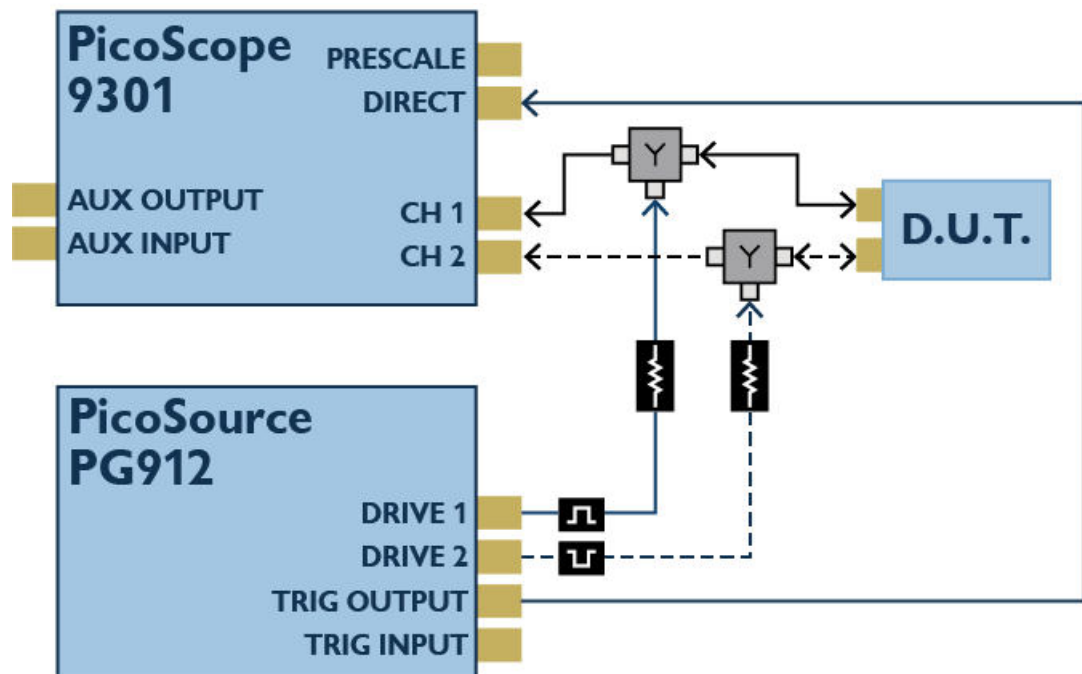 PicoScope
9301
PRESCALE
DIRECT
AUX OUTPUT
AUX INPUT
CH 1
CH 2
Y
Y
D.U.T.
PicoSource
PG912
DRIVE 1
DRIVE 2
TRIG OUTPUT
TRIG INPUT